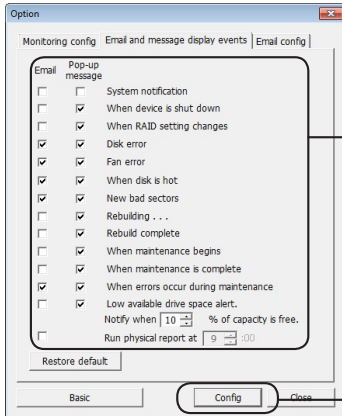 Option
Monitoring config Email and message display events Email config
Email Pop-up message
System notification
When device is shut down
When RAID setting changes
Disk error
Fan error
When disk is hot
New bad sectors
Rebuilding . . .
Rebuild complete
When maintenance begins
When maintenance is complete
When errors occur during maintenance
Low available drive space alert.
Notify when 10 % of capacity is free.
Run physical report at 9 :00
Restore default
Basic Config Close